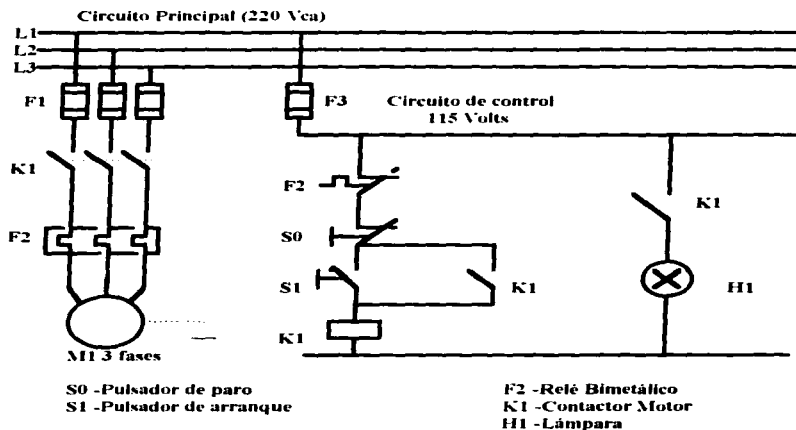 Circuito Principal (220 Vca)
L1
L2
L3
F1
F3
Circuito de control
115 Volts
K1
F2
K1
F2
S0
S1
K1
H1
K1
M1 3 fases
S0 -Pulsador de paro
S1 -Pulsador de arranque
F2 -Relé Bimetálico
K1 -Contactor Motor
H1 -Lámpara